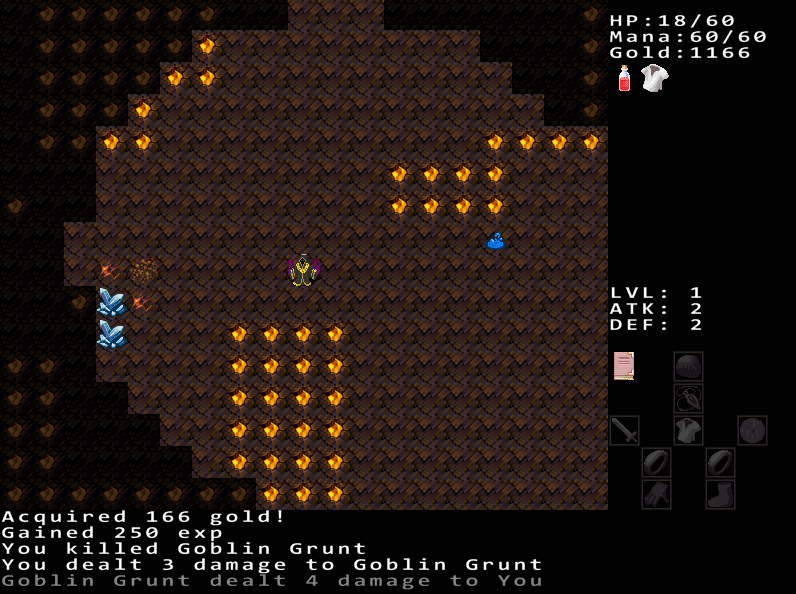 HP:18/60
Mana:60/60
Gold:1166
LVL: 1
ATK: 2
DEF: 2
Acquired 166 gold!
Gained 250 exp
You killed Goblin Grunt
You dealt 3 damage to Goblin Grunt
Goblin Grunt dealt 4 damage to You